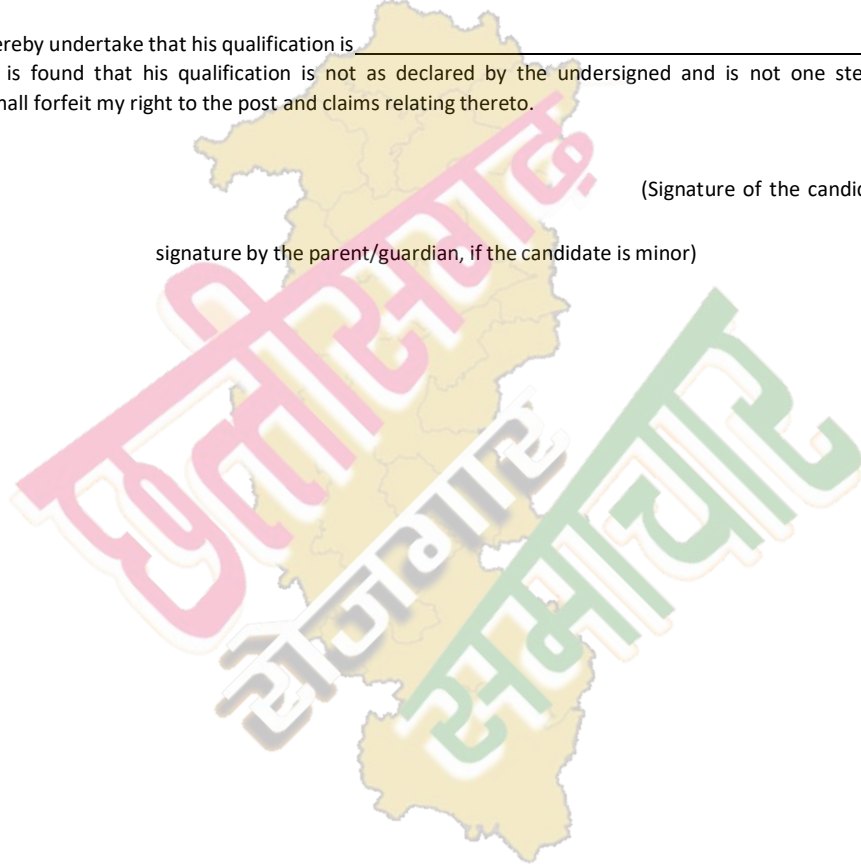 ereby undertake that his qualification is
is found that his qualification is not as declared by the undersigned and is not one ste
hall forfeit my right to the post and claims relating thereto.
(Signature of the candid
signature by the parent/guardian, if the candidate is minor)
छत्तीसगढ़
रोजगार
समाचार